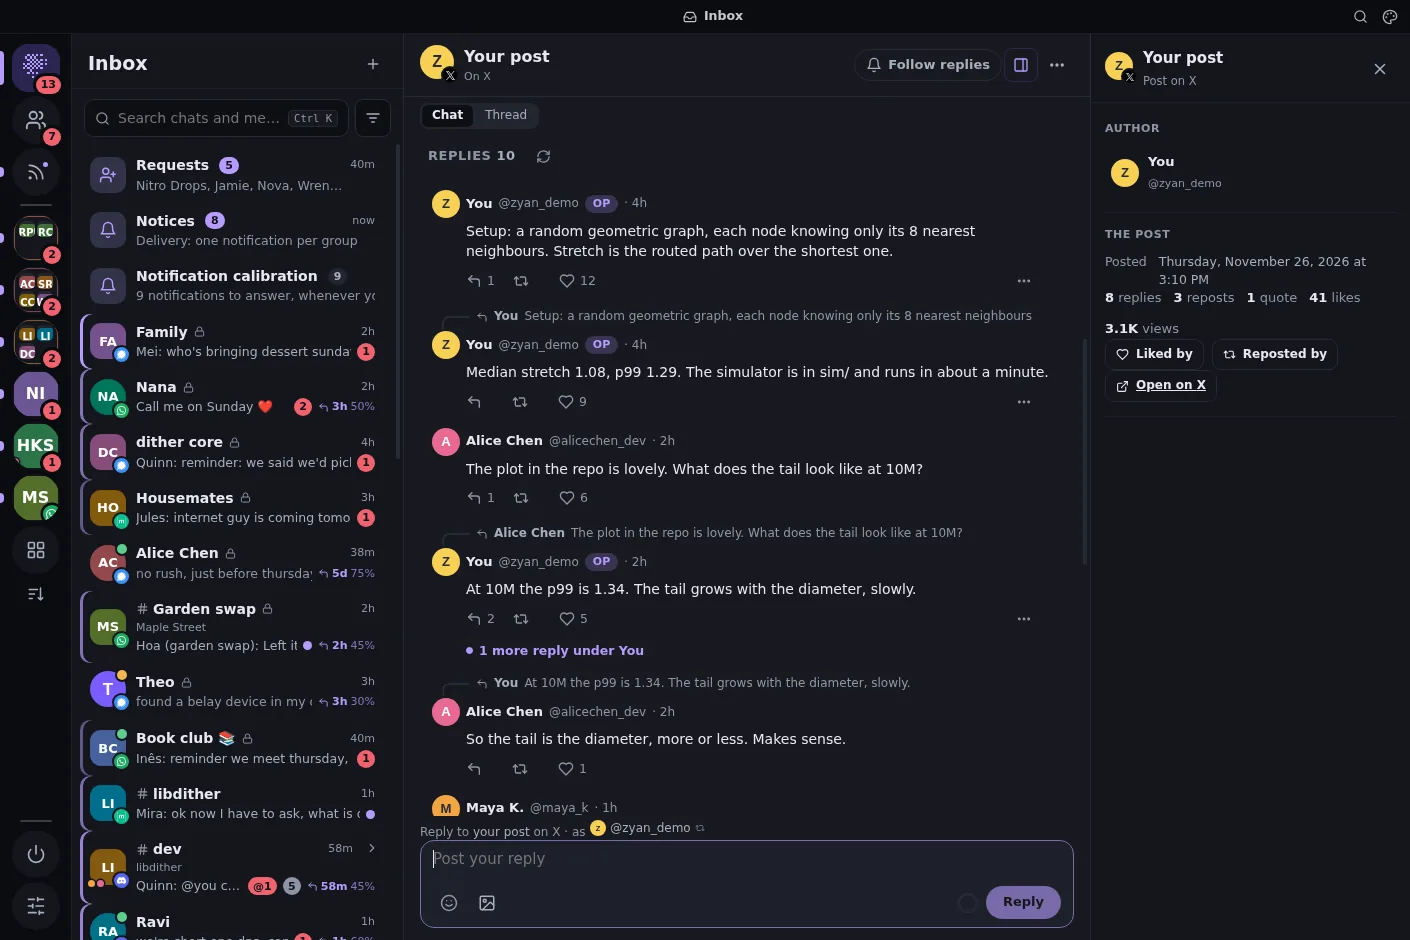 Inbox
13
7
RP RC
2
AC SR
CC
2
LI LI
DC
2
NI
1
HKS
1
MS
Inbox
Search chats and me… Ctrl K
Requests 5 40m
Nitro Drops, Jamie, Nova, Wren…
Notices 8 now
Delivery: one notification per group
Notification calibration 9
9 notifications to answer, whenever yo
FA Family 2h
Mei: who's bringing dessert sunda 1
NA Nana 2h
Call me on Sunday ❤️ 2 3h 50%
DC dither core 4h
Quinn: reminder: we said we'd picl 1
HO Housemates 3h
Jules: internet guy is coming tomo 1
AC Alice Chen 38m
no rush, just before thursday 5d 75%
MS # Garden swap 2h
Maple Street
Hoa (garden swap): Left it 2h 45%
T Theo 3h
found a belay device in my 3h 30%
BC Book club 📚 40m
Inês: reminder we meet thursday, 1
LI # libdither 1h
Mira: ok now I have to ask, what is
LI # dev 58m
libdither
Quinn: @you c… @1 5 58m 45%
RA Ravi 1h
Z Your post
On X
Follow replies
Chat Thread
REPLIES 10
Z You @zyan_demo OP · 4h
Setup: a random geometric graph, each node knowing only its 8 nearest
neighbours. Stretch is the routed path over the shortest one.
1 12
You Setup: a random geometric graph, each node knowing only its 8 nearest neighbours
Z You @zyan_demo OP · 4h
Median stretch 1.08, p99 1.29. The simulator is in sim/ and runs in about a minute.
9
A Alice Chen @alicechen_dev · 2h
The plot in the repo is lovely. What does the tail look like at 10M?
1 6
Alice Chen The plot in the repo is lovely. What does the tail look like at 10M?
Z You @zyan_demo OP · 2h
At 10M the p99 is 1.34. The tail grows with the diameter, slowly.
2 5
1 more reply under You
You At 10M the p99 is 1.34. The tail grows with the diameter, slowly.
A Alice Chen @alicechen_dev · 2h
So the tail is the diameter, more or less. Makes sense.
1
M Maya K. @maya_k · 1h
Reply to your post on X · as Z @zyan_demo
Post your reply
Reply
Z Your post
Post on X
AUTHOR
Z You
@zyan_demo
THE POST
Posted Thursday, November 26, 2026 at
3:10 PM
8 replies 3 reposts 1 quote 41 likes
3.1K views
Liked by Reposted by
Open on X